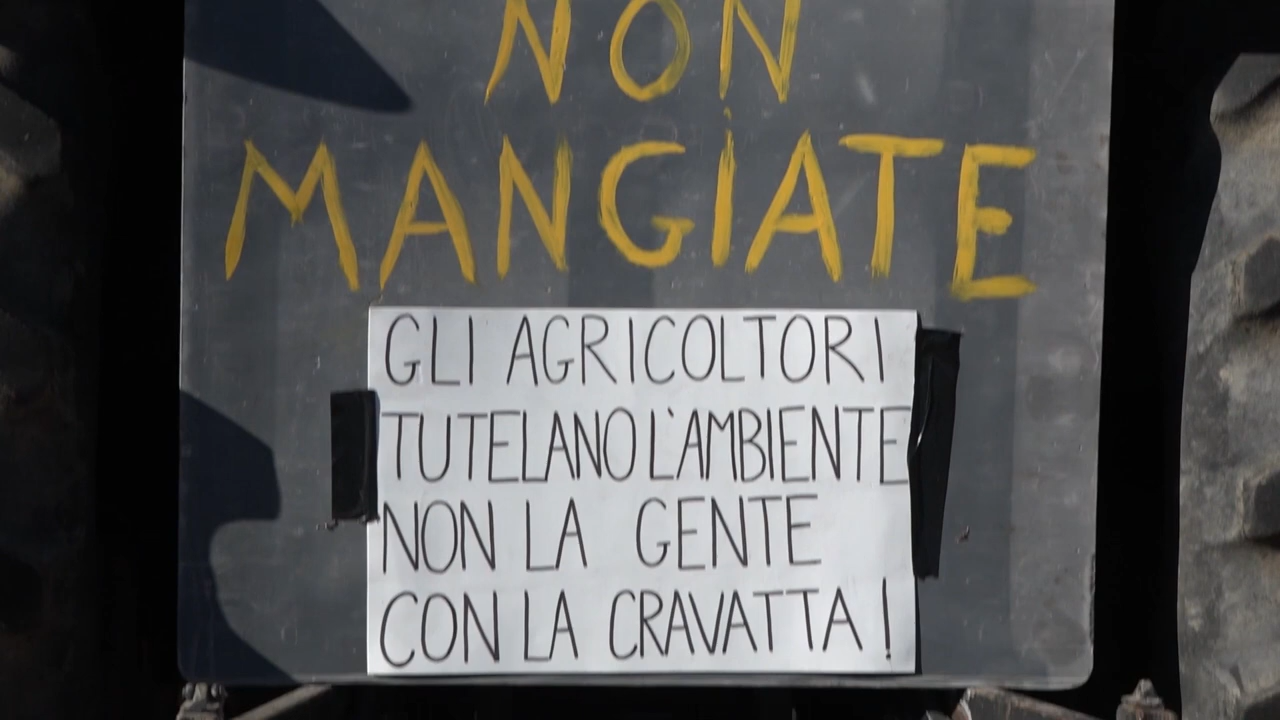 NON
MANGiATE
GLI AGRICOLTORI
TUTELANO L'AMBIENTE
NON LA GENTE
CON LA CRAVATTA!